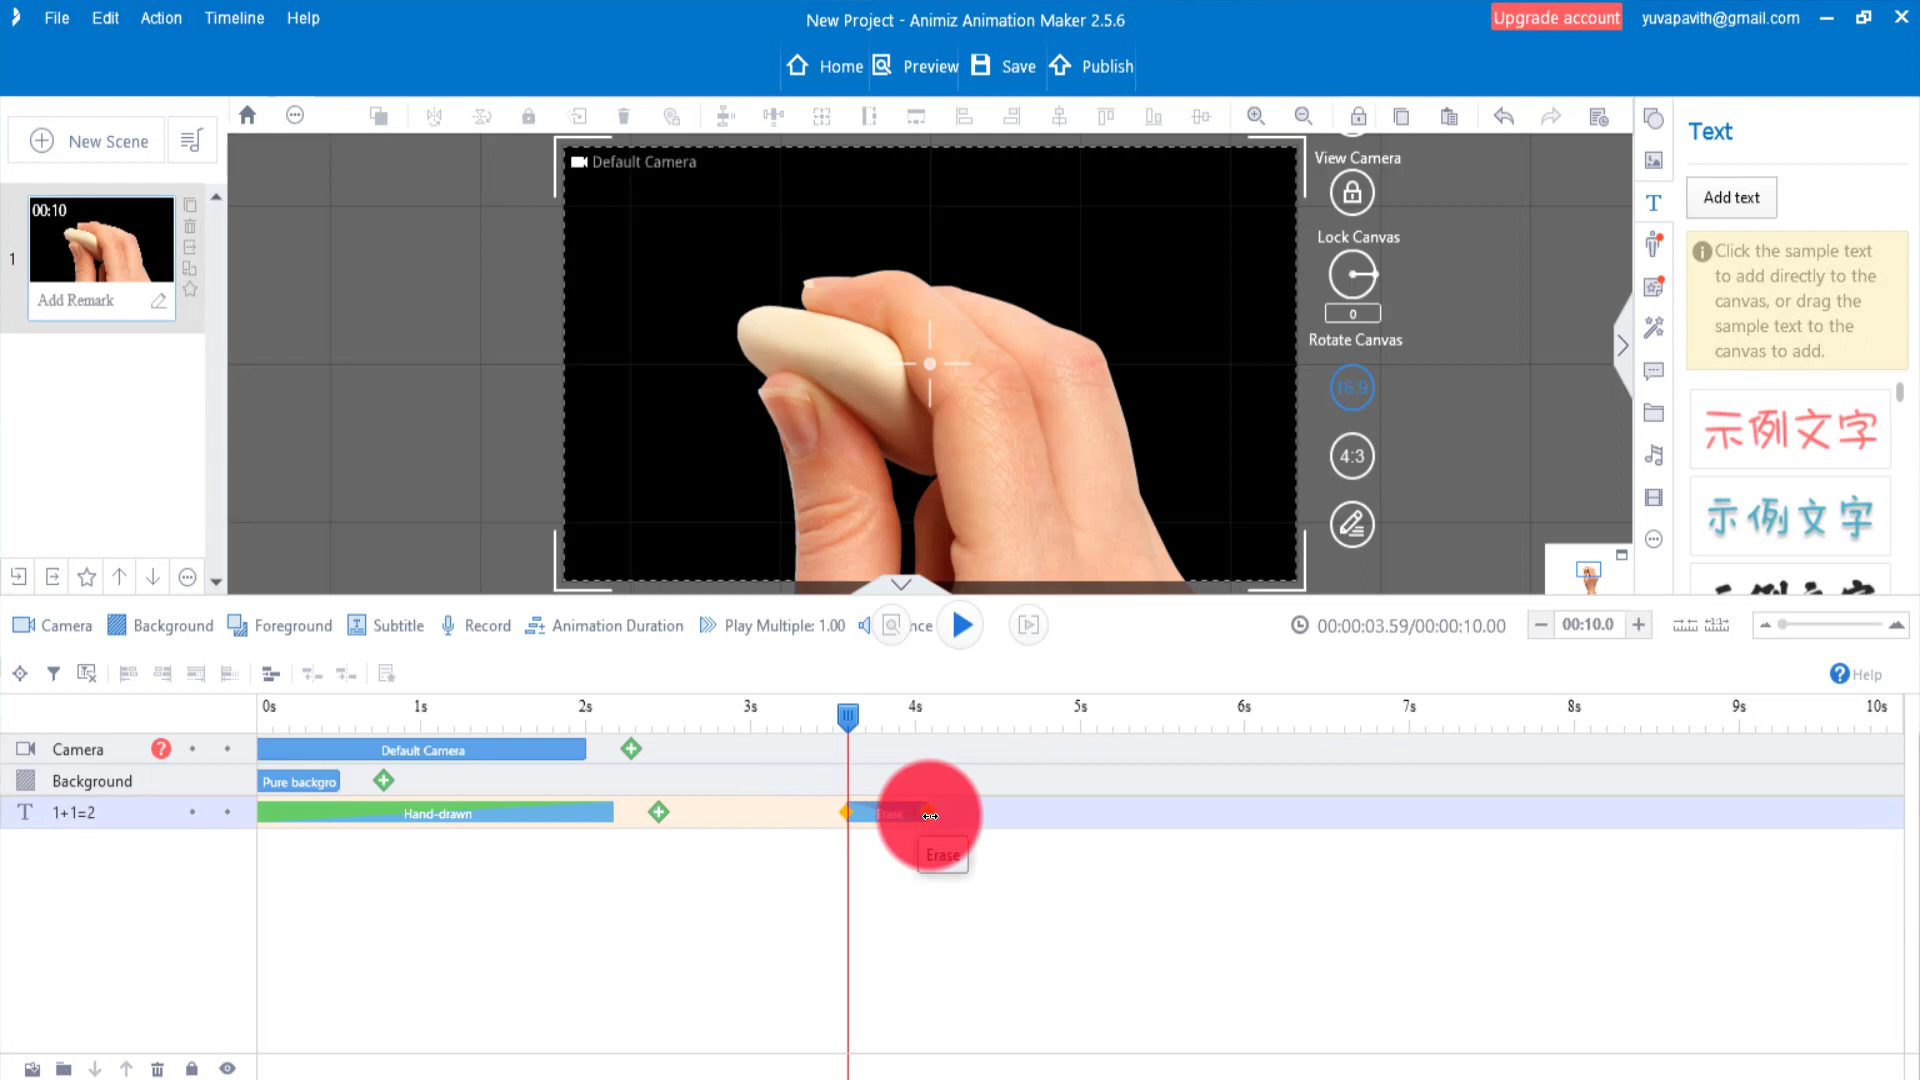 File Edit Action Timeline Help
New Project - Animiz Animation Maker 2.5.6
Upgrade account
yuvapavith@gmail.com
Home Preview Save Publish
New Scene
00:10
1
Add Remark
Default Camera
View Camera
Lock Canvas
0
Rotate Canvas
16:9
4:3
Text
Add text
Click the sample text
to add directly to the
canvas, or drag the
sample text to the
canvas to add.
示例文字
示例文字
Camera Background Foreground Subtitle Record Animation Duration Play Multiple: 1.00 nce
00:00:03.59/00:00:10.00
00:10.0
Help
0s 1s 2s 3s 4s 5s 6s 7s 8s 9s 10s
Camera ? Default Camera
Background Pure backgro
1+1=2 Hand-drawn Erase
Erase